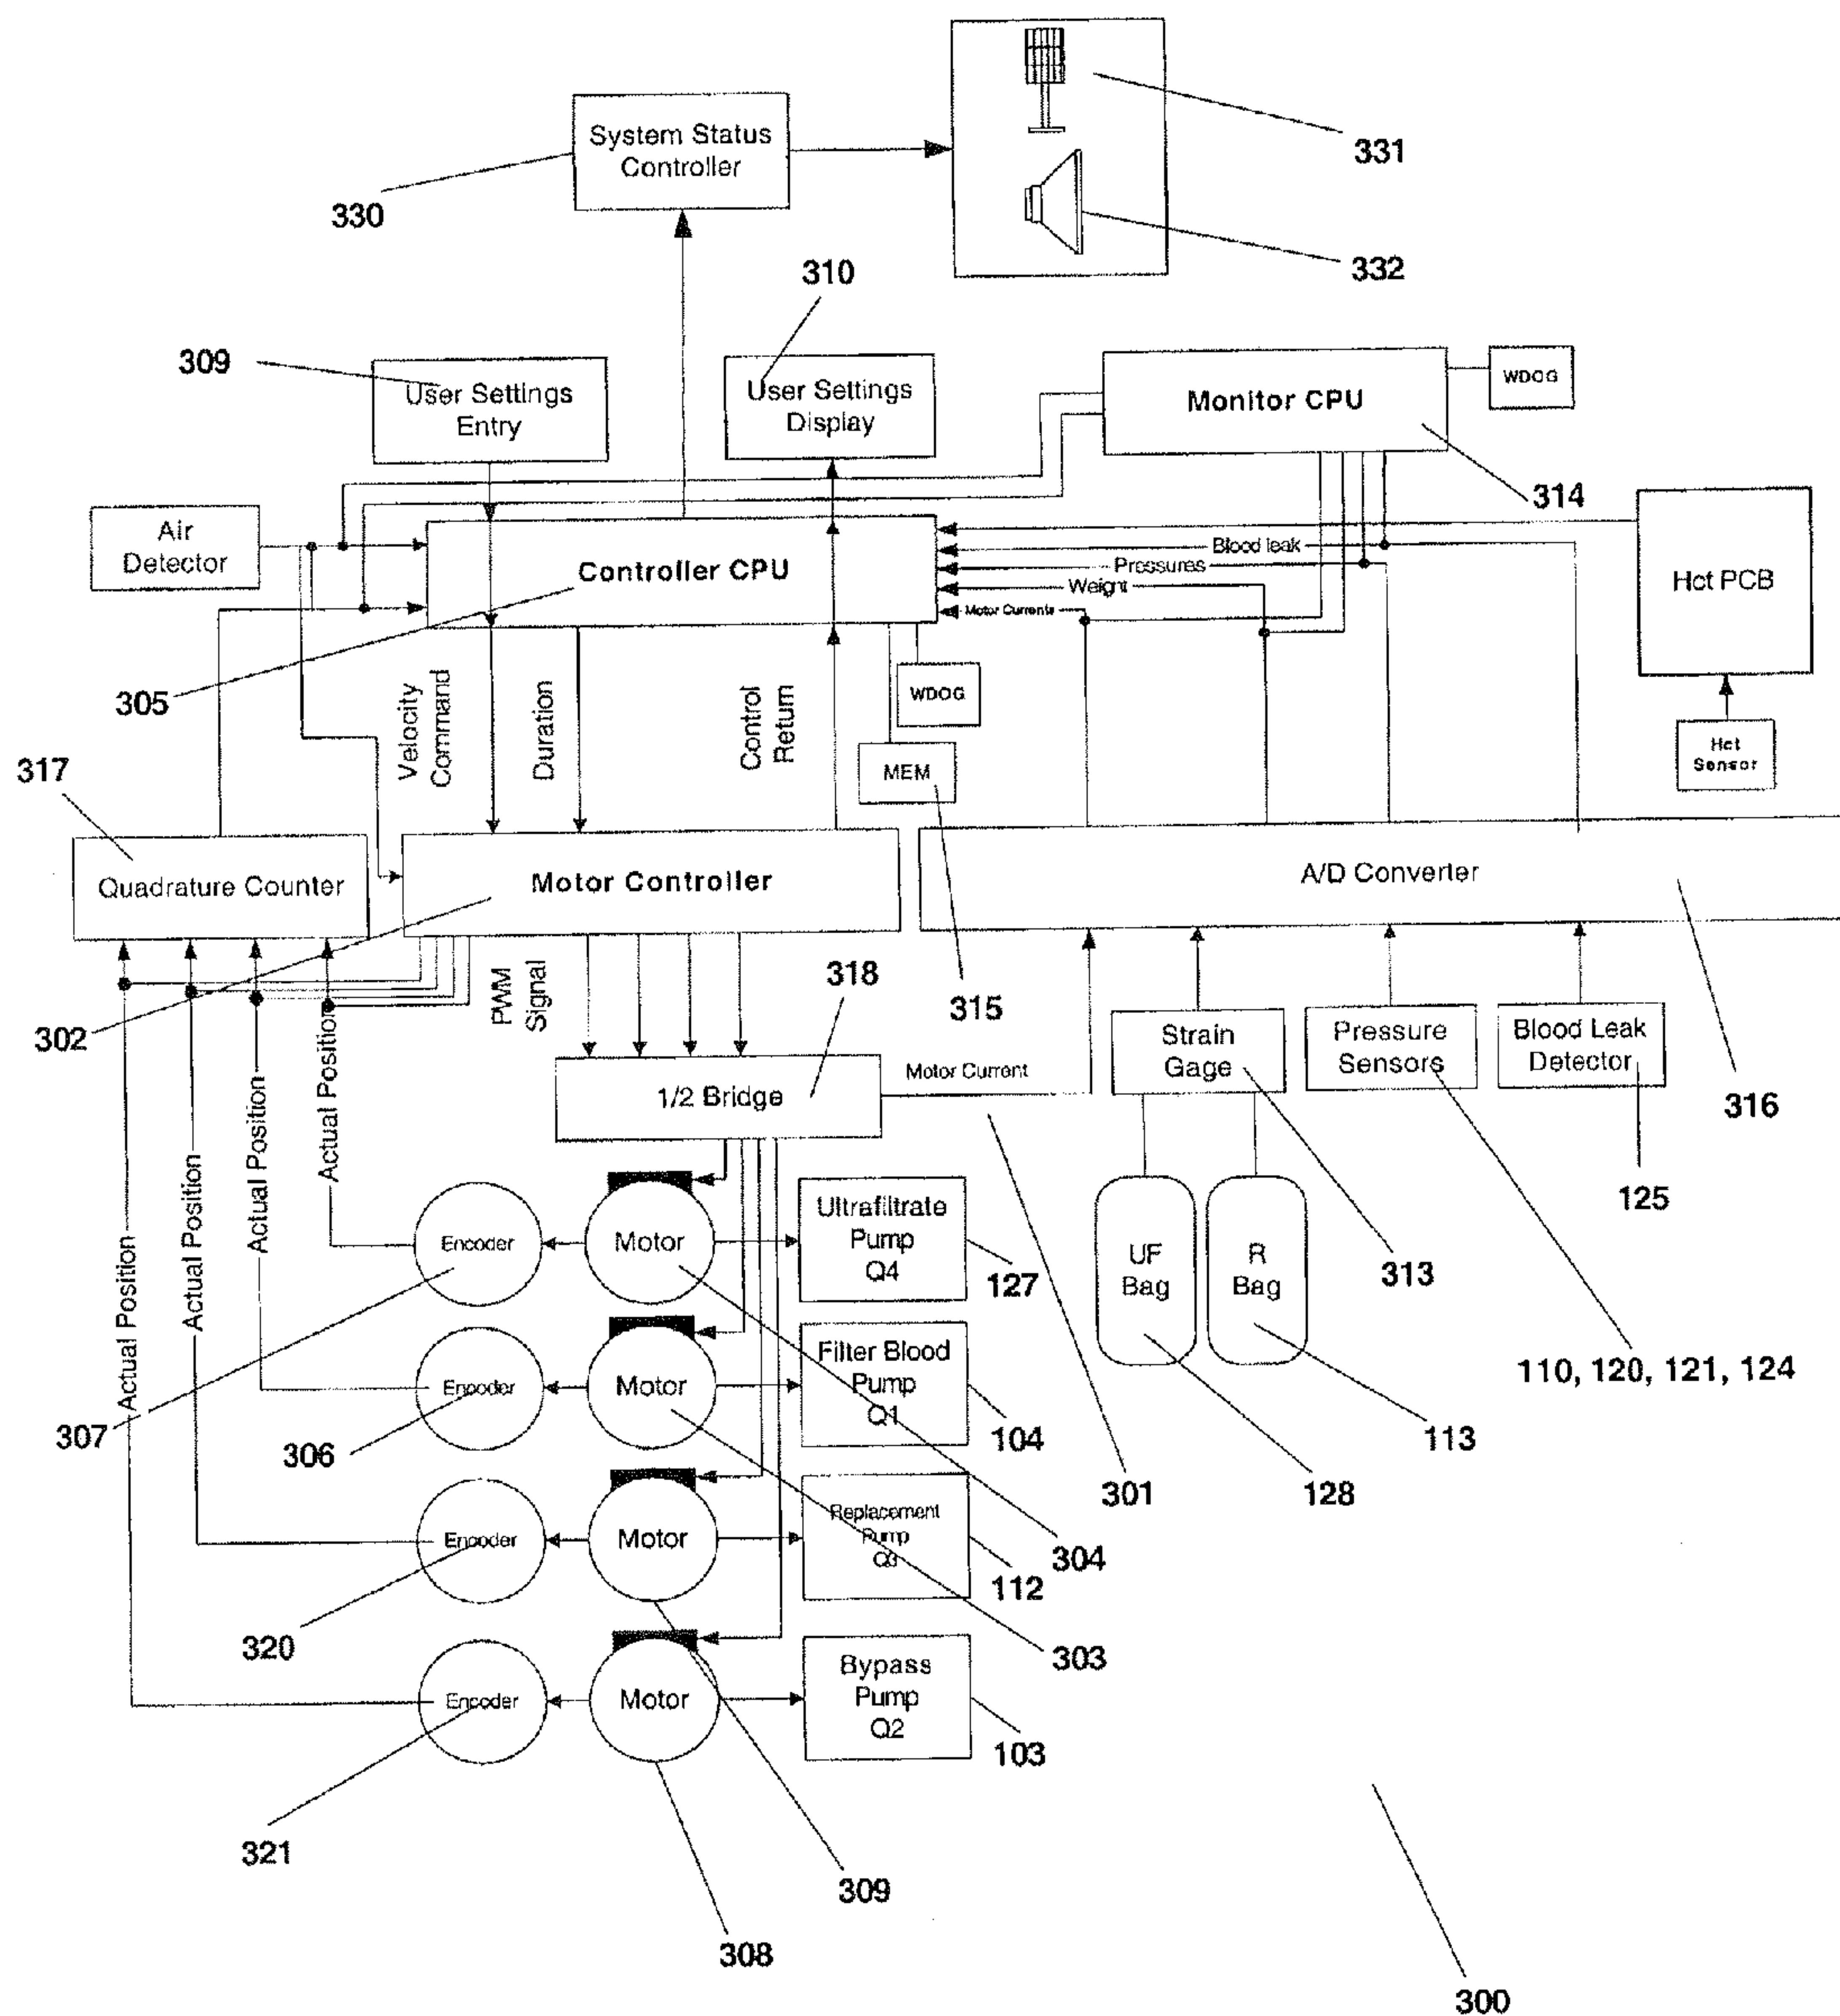 System Status
Controller
331
330
332
310
309
User Settings
Entry
User Settings
Display
Monitor CPU
WDOG
314
Air
Detector
Controller CPU
Blood leak
Pressures
Weight
Motor Currents
Hct PCB
305
Velocity
Command
Duration
Control
Return
WDOG
MEM
Hct
Sensor
317
Quadrature Counter
Motor Controller
A/D Converter
302
PWM
Signal
318
315
Strain
Gage
Pressure
Sensors
Blood Leak
Detector
316
1/2 Bridge
Motor Current
125
Actual Position
Actual Position
Actual Position
Actual Position
Encoder
Motor
Ultrafiltrate
Pump
Q4
127
UF
Bag
R
Bag
313
Encoder
Motor
Filter Blood
Pump
Q1
104
110, 120, 121, 124
307
306
301
128
113
Encoder
Motor
Replacement
Pump
Q3
304
112
320
303
Encoder
Motor
Bypass
Pump
Q2
103
321
309
308
300